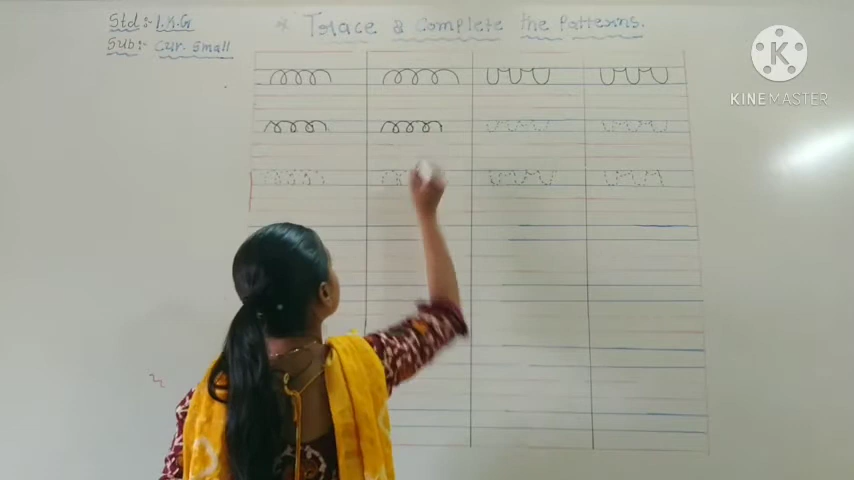 Std:- L.K.G
* Trace & Complete the Patterns.
Sub:- Cur. Small
K
KINEMASTER